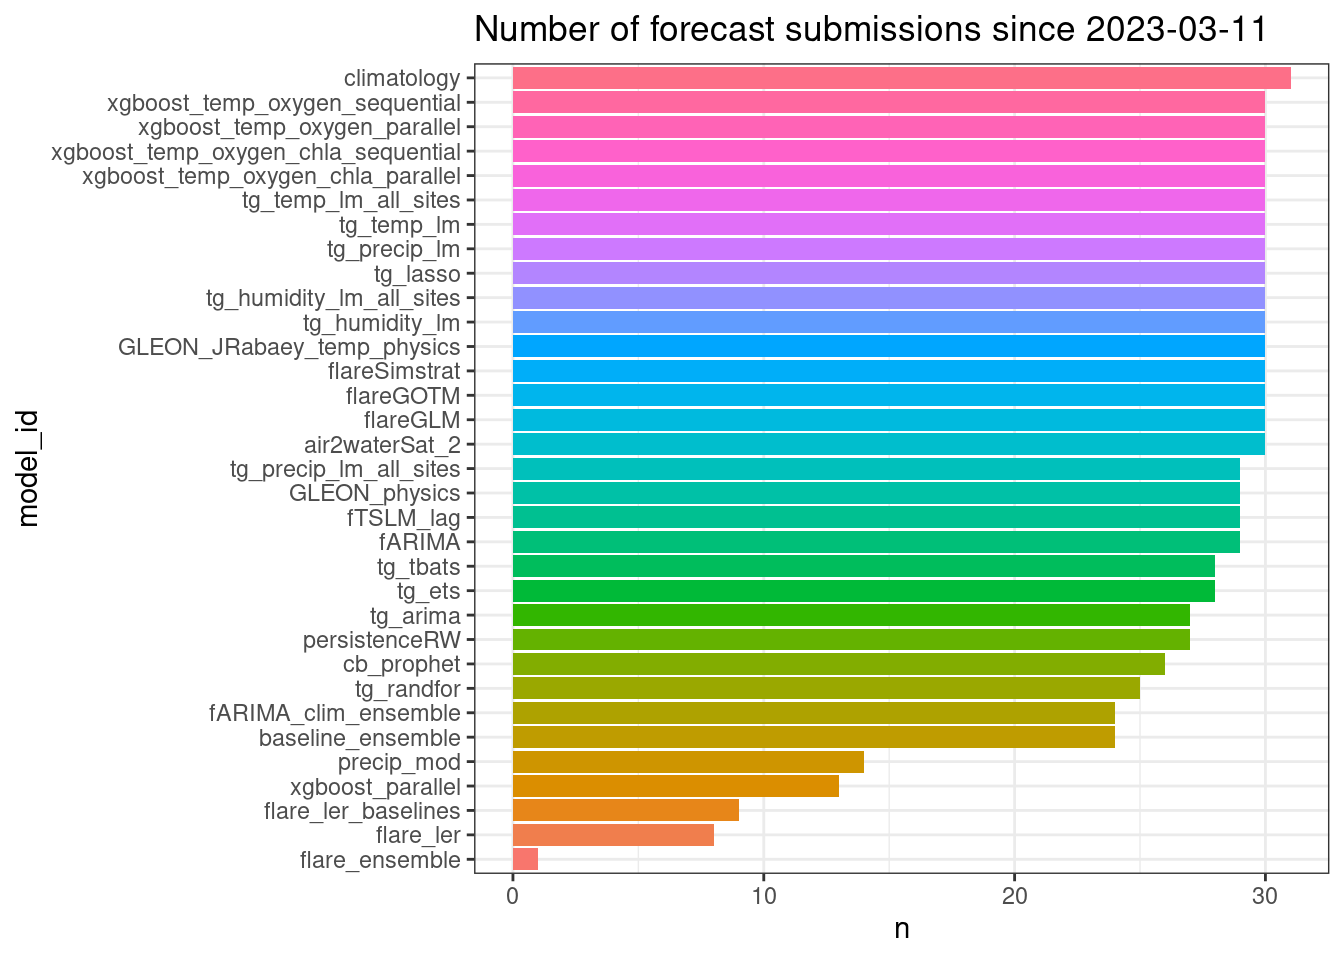 Number of forecast submissions since 2023-03-11
climatology
xgboost_temp_oxygen_sequential
xgboost_temp_oxygen_parallel
xgboost_temp_oxygen_chla_sequential
xgboost_temp_oxygen_chla_parallel
tg_temp_lm_all_sites
tg_temp_lm
tg_precip_lm
tg_lasso
tg_humidity_lm_all_sites
tg_humidity_lm
GLEON_JRabaey_temp_physics
flareSimstrat
flareGOTM
flareGLM
air2waterSat_2
tg_precip_lm_all_sites
GLEON_physics
fTSLM_lag
fARIMA
tg_tbats
tg_ets
tg_arima
persistenceRW
cb_prophet
tg_randfor
fARIMA_clim_ensemble
baseline_ensemble
precip_mod
xgboost_parallel
flare_ler_baselines
flare_ler
flare_ensemble
model_id
0 10 20 30
n